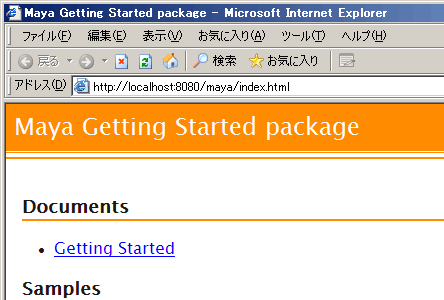 Maya Getting Started package - Microsoft Internet Explorer
ファイル(F) 編集(E) 表示(V) お気に入り(A) ツール(T) ヘルプ(H)
戻る 検索 お気に入り
アドレス(D) http://localhost:8080/maya/index.html
Maya Getting Started package
Documents
• Getting Started
Samples